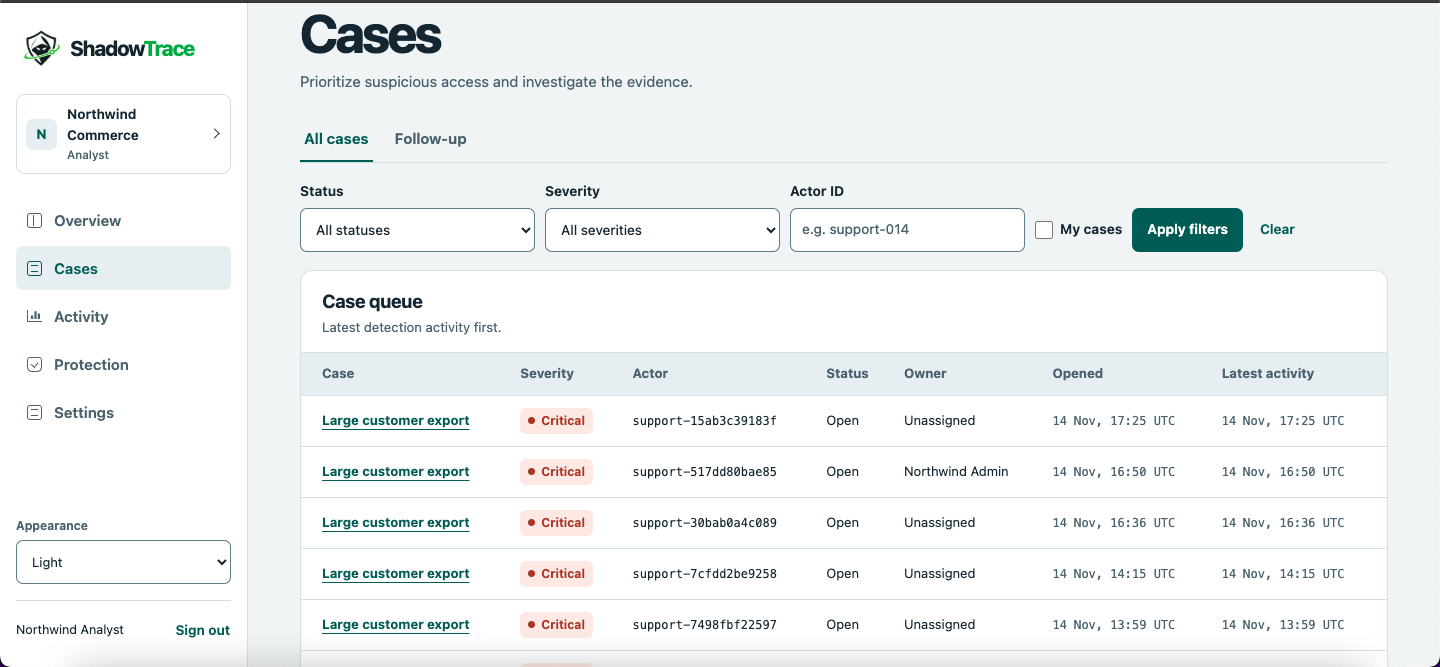 ShadowTrace
N
Northwind
Commerce
Analyst
Overview
Cases
Activity
Protection
Settings
Appearance
Light
Northwind Analyst Sign out
Cases
Prioritize suspicious access and investigate the evidence.
All cases Follow-up
Status Severity Actor ID
All statuses All severities e.g. support-014 My cases Apply filters Clear
Case queue
Latest detection activity first.
Case Severity Actor Status Owner Opened Latest activity
Large customer export Critical support-15ab3c39183f Open Unassigned 14 Nov, 17:25 UTC 14 Nov, 17:25 UTC
Large customer export Critical support-517dd80bae85 Open Northwind Admin 14 Nov, 16:50 UTC 14 Nov, 16:50 UTC
Large customer export Critical support-30bab0a4c089 Open Unassigned 14 Nov, 16:36 UTC 14 Nov, 16:36 UTC
Large customer export Critical support-7cfdd2be9258 Open Unassigned 14 Nov, 14:15 UTC 14 Nov, 14:15 UTC
Large customer export Critical support-7498fbf22597 Open Unassigned 14 Nov, 13:59 UTC 14 Nov, 13:59 UTC